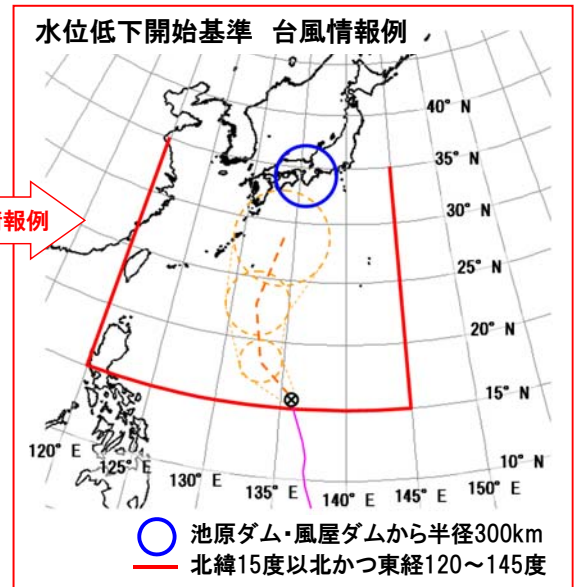 水位低下開始基準 台風情報例
情報例
40° N
35° N
30° N
25° N
20° N
15° N
10° N
120° E
125° E
130° E
135° E
140° E
145° E
150° E
池原ダム・風屋ダムから半径300km
北緯15度以北かつ東経120～145度